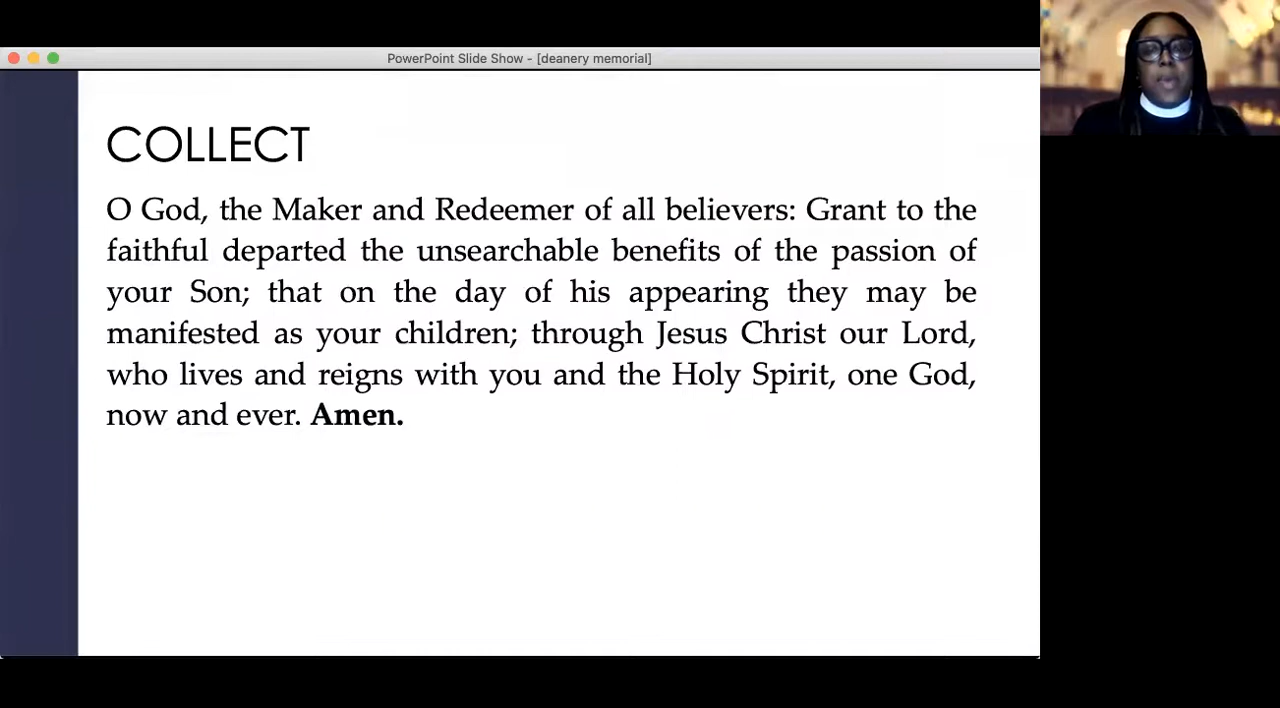 PowerPoint Slide Show - [deanery memorial]
COLLECT
O God, the Maker and Redeemer of all believers: Grant to the
faithful departed the unsearchable benefits of the passion of
your Son; that on the day of his appearing they may be
manifested as your children; through Jesus Christ our Lord,
who lives and reigns with you and the Holy Spirit, one God,
now and ever. Amen.